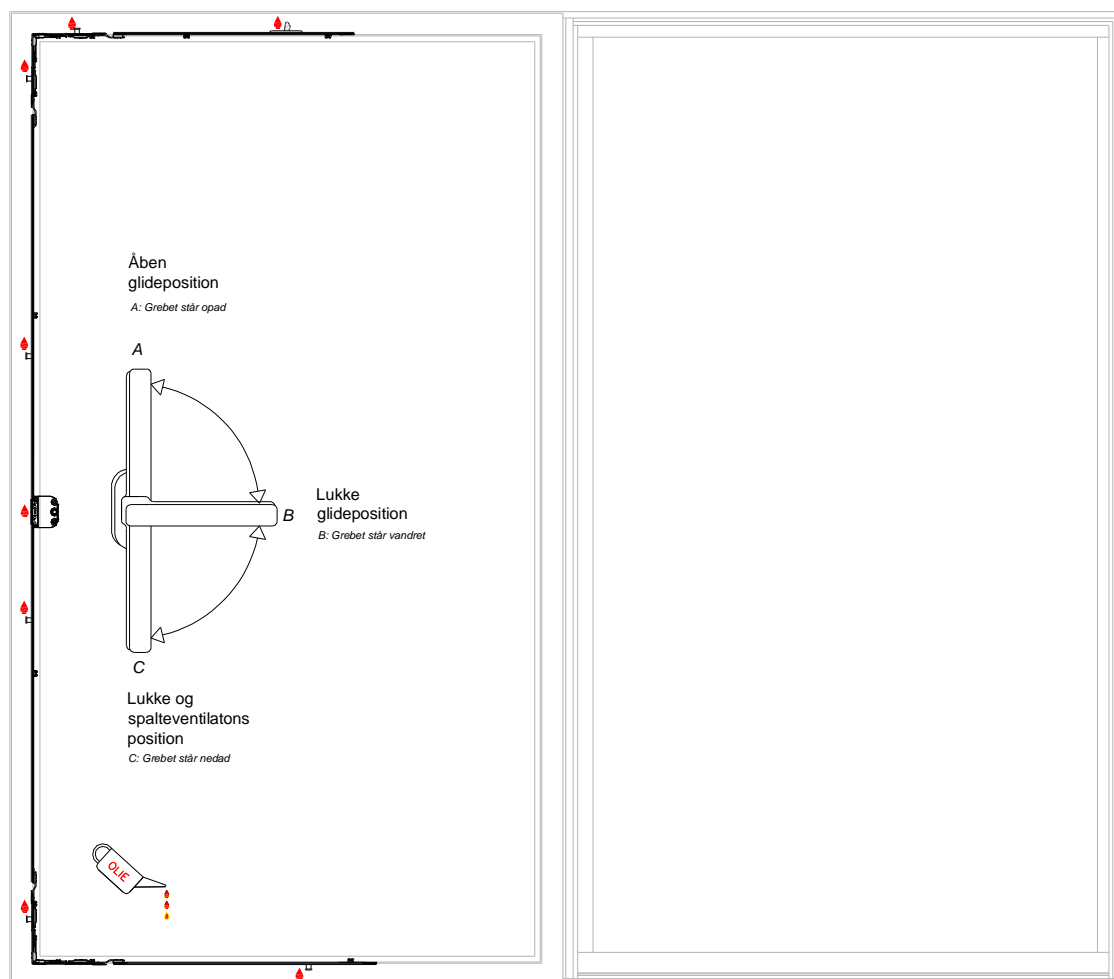 Åben
glideposition
A: Grebet står opad
A
Lukke
glideposition
B
B: Grebet står vandret
C
Lukke og
spalteventilatons
position
C: Grebet står nedad
OLIE